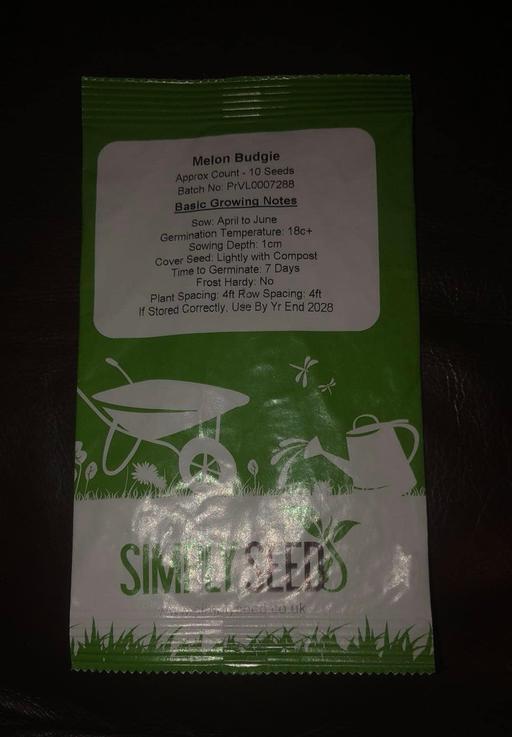 Melon Budgie
Approx Count - 10 Seeds
Batch No: PrVL0007288
Basic Growing Notes
Sow: April to June
Germination Temperature: 18c+
Sowing Depth: 1cm
Cover Seed: Lightly with Compost
Time to Germinate: 7 Days
Frost Hardy: No
Plant Spacing: 4ft Row Spacing: 4ft
If Stored Correctly, Use By Yr End 2028
SIMPLY SEED